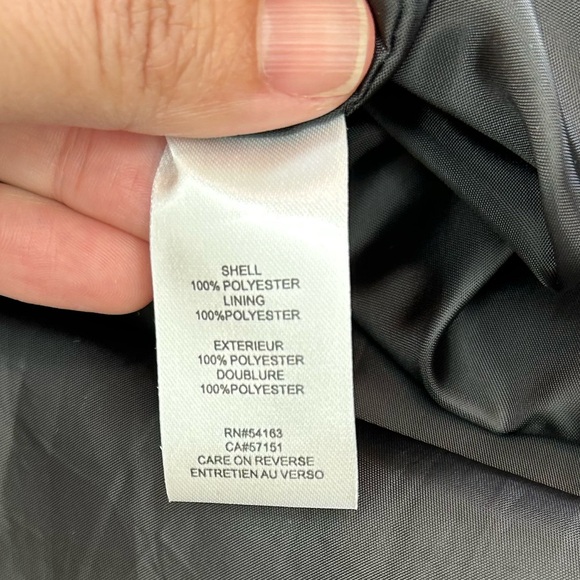 SHELL
100% POLYESTER
LINING
100%POLYESTER
EXTERIEUR
100% POLYESTER
DOUBLURE
100%POLYESTER
RN#54163
CA#57151
CARE ON REVERSE
ENTRETIEN AU VERSO